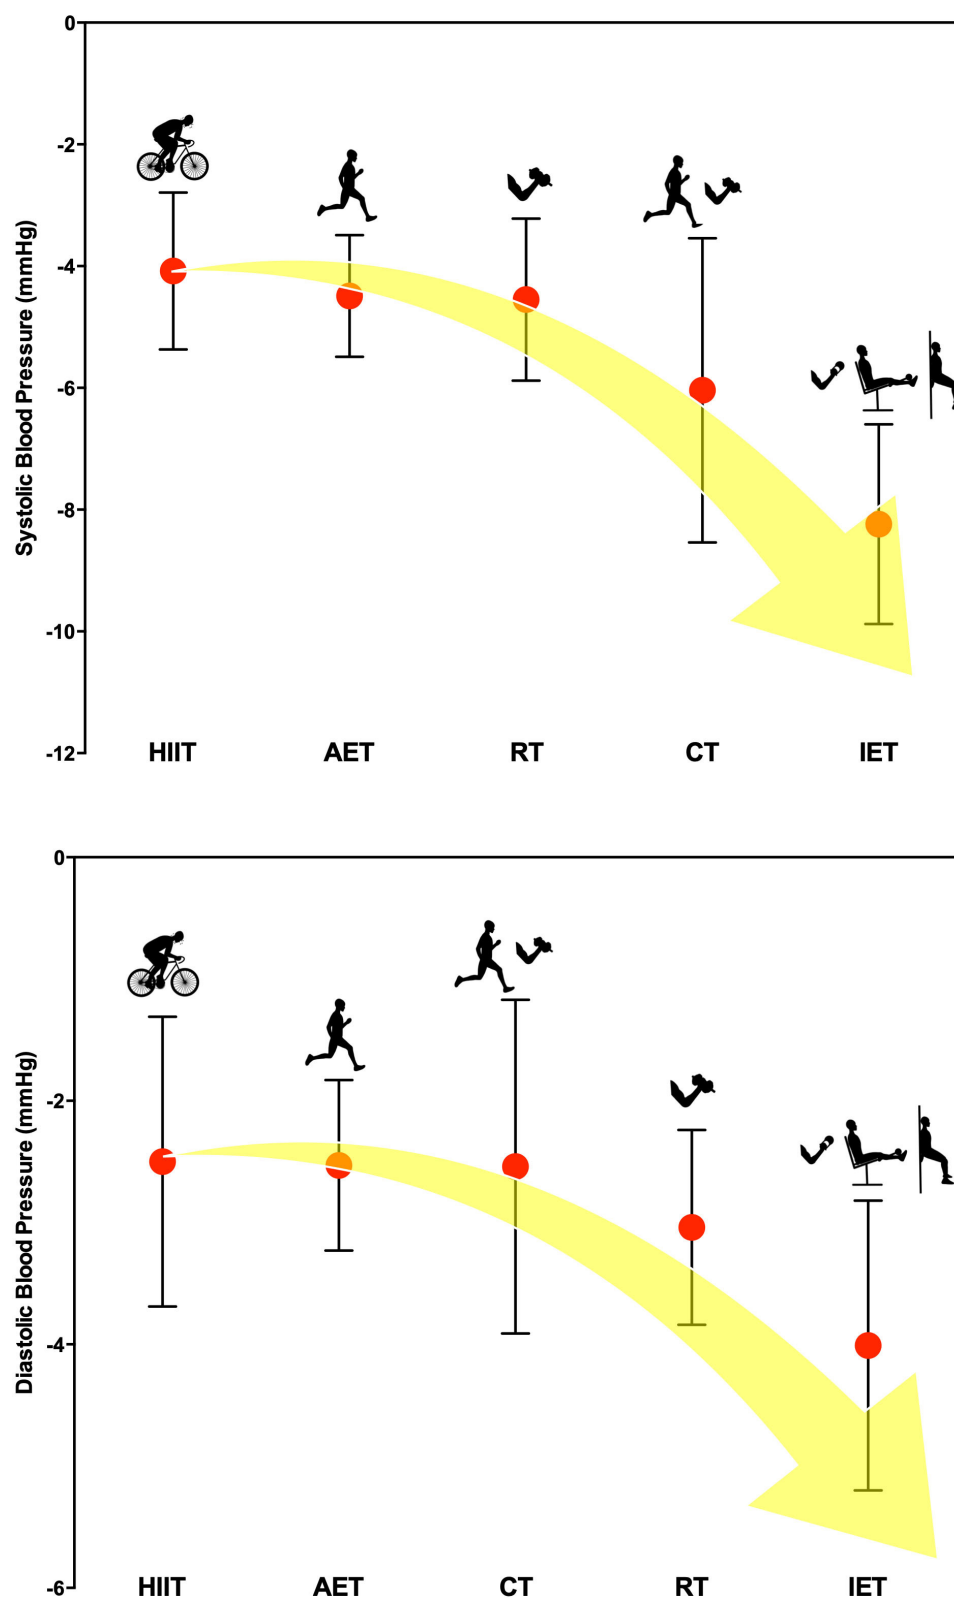 0
-2
-4
-6
-8
-10
-12
Systolic Blood Pressure (mmHg)
HIIT AET RT CT IET
0
-2
-4
-6
Diastolic Blood Pressure (mmHg)
HIIT AET CT RT IET